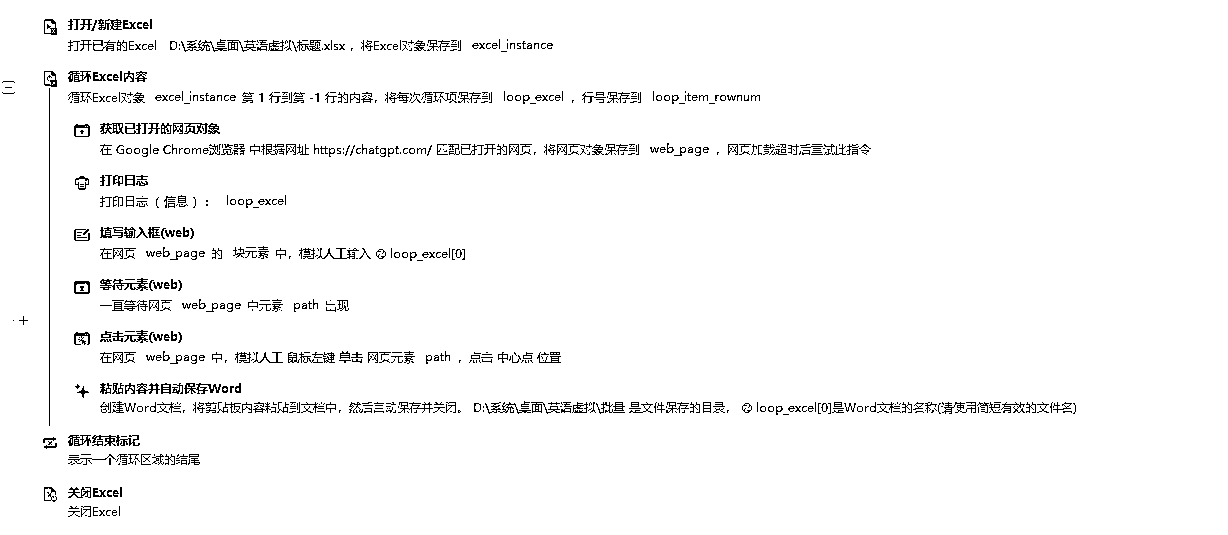 打开/新建Excel
打开已有的Excel D:\系统\桌面\英语虚拟\标题.xlsx ，将Excel对象保存到 excel_instance
循环Excel内容
循环Excel对象 excel_instance 第 1 行到第 -1 行的内容，将每次循环项保存到 loop_excel ，行号保存到 loop_item_rownum
获取已打开的网页对象
在 Google Chrome浏览器 中根据网址 https://chatgpt.com/ 匹配已打开的网页，将网页对象保存到 web_page ，网页加载超时后重试此指令
打印日志
打印日志（信息）： loop_excel
填写输入框(web)
在网页 web_page 的 块元素 中，模拟人工输入 loop_excel[0]
等待元素(web)
一直等待网页 web_page 中元素 path 出现
点击元素(web)
在网页 web_page 中，模拟人工 鼠标左键 单击 网页元素 path ，点击 中心点 位置
粘贴内容并自动保存Word
创建Word文档，将剪贴板内容粘贴到文档中，然后自动保存并关闭。 D:\系统\桌面\英语虚拟\批量 是文件保存的目录， loop_excel[0]是Word文档的名称(请使用简短有效的文件名)
循环结束标记
表示一个循环区域的结尾
关闭Excel
关闭Excel